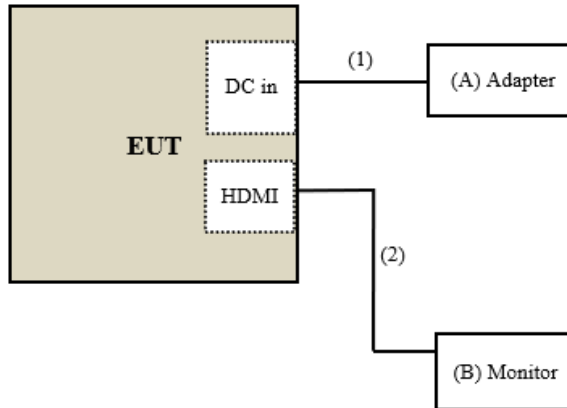 (1)
DC in
(A) Adapter
EUT
HDMI
(2)
(B) Monitor